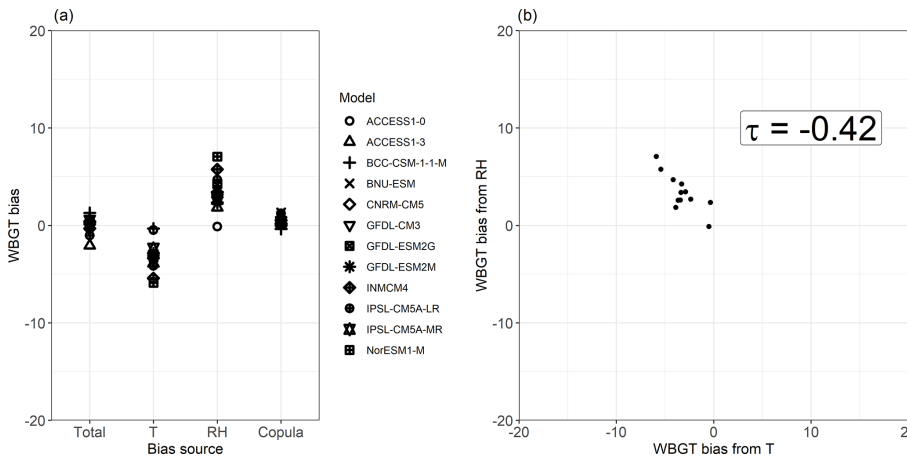 (a)
20
10
0
-10
-20
WBGT bias
Total T RH Copula
Bias source
Model
ACCESS1-0
ACCESS1-3
BCC-CSM-1-1-M
BNU-ESM
CNRM-CM5
GFDL-CM3
GFDL-ESM2G
GFDL-ESM2M
INMCM4
IPSL-CM5A-LR
IPSL-CM5A-MR
NorESM1-M
(b)
20
10
0
-10
-20
WBGT bias from RH
τ = -0.42
-20 -10 0 10 20
WBGT bias from T